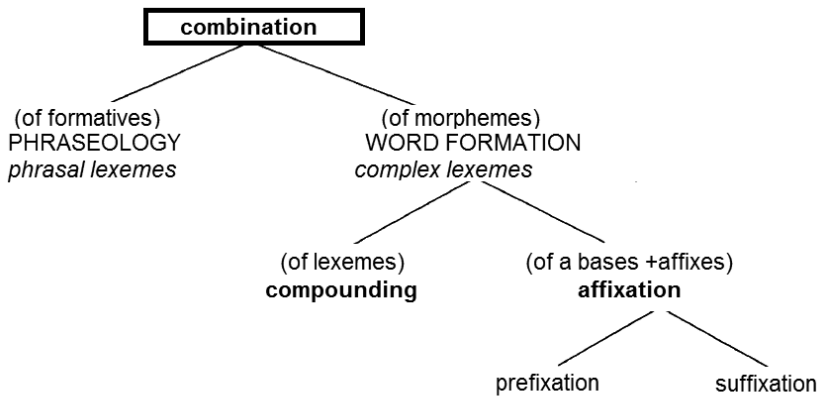 combination
(of formatives)
PHRASEOLOGY
phrasal lexemes
(of morphemes)
WORD FORMATION
complex lexemes
(of lexemes)
compounding
(of a bases +affixes)
affixation
prefixation
suffixation